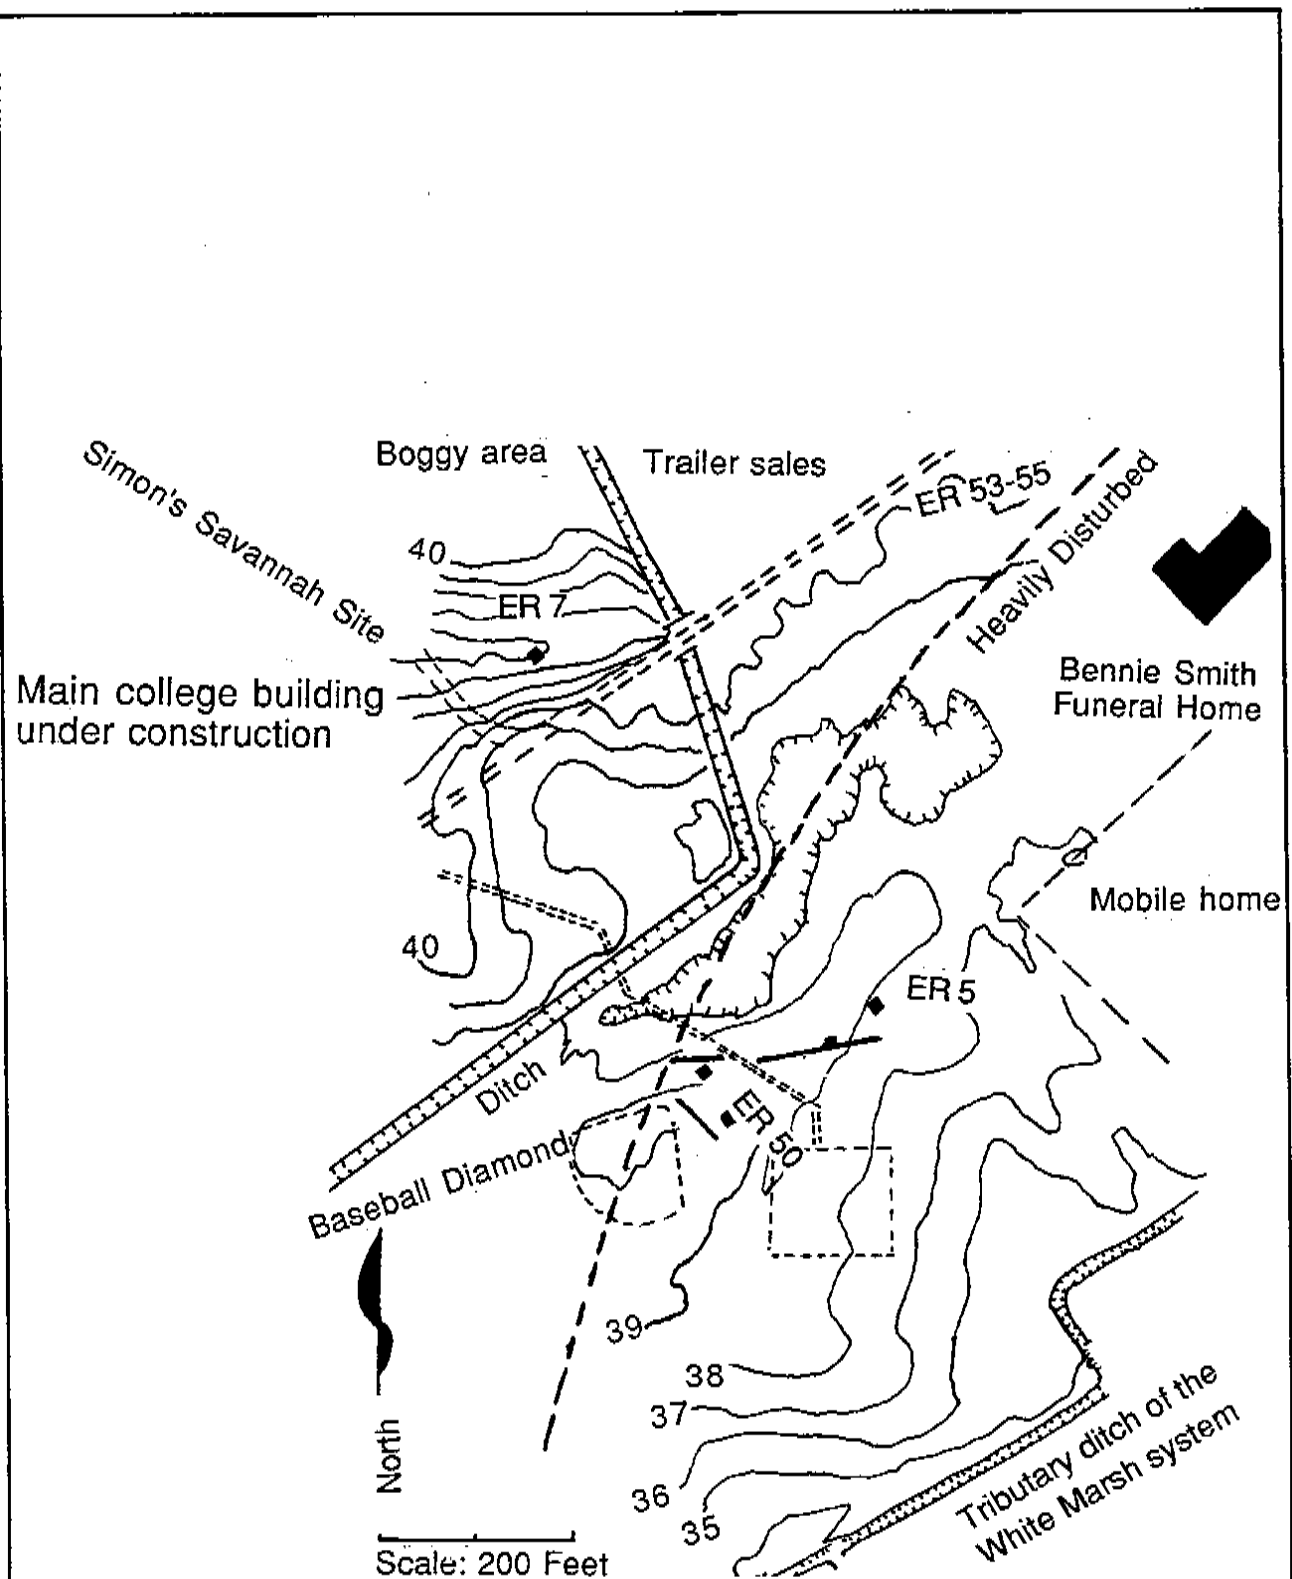 Simon's Savannah Site
Boggy area
Trailer sales
ER 53-55
Heavily Disturbed
40
ER 7
Main college building
under construction
Bennie Smith
Funeral Home
Mobile home
40
ER 5
Ditch
ER 50
Baseball Diamond
39
38
37
36
35
North
Tributary ditch of the
White Marsh system
Scale: 200 Feet